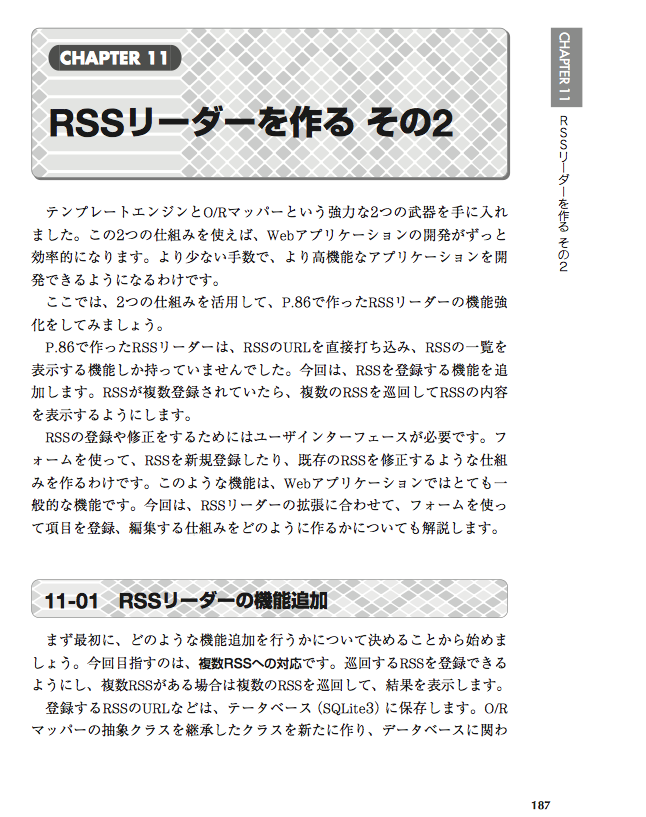 CHAPTER 11
RSSリーダーを作る その2
テンプレートエンジンとO/Rマッパーという強力な2つの武器を手に入れ
ました。この2つの仕組みを使えば、Webアプリケーションの開発がずっと
効率的になります。より少ない手数で、より高機能なアプリケーションを開
発できるようになるわけです。
ここでは、2つの仕組みを活用して、P.86で作ったRSSリーダーの機能強
化をしてみましょう。
P.86で作ったRSSリーダーは、RSSのURLを直接打ち込み、RSSの一覧を
表示する機能しか持っていませんでした。今回は、RSSを登録する機能を追
加します。RSSが複数登録されていたら、複数のRSSを巡回してRSSの内容
を表示するようにします。
RSSの登録や修正をするためにはユーザインターフェースが必要です。フ
ォームを使って、RSSを新規登録したり、既存のRSSを修正するような仕組
みを作るわけです。このような機能は、Webアプリケーションではとても一
般的な機能です。今回は、RSSリーダーの拡張に合わせて、フォームを使っ
て項目を登録、編集する仕組みをどのように作るかについても解説します。
11-01 RSSリーダーの機能追加
まず最初に、どのような機能追加を行うかについて決めることから始めま
しょう。今回目指すのは、複数RSSへの対応です。巡回するRSSを登録できる
ようにし、複数RSSがある場合は複数のRSSを巡回して、結果を表示します。
登録するRSSのURLなどは、テータベース（SQLite3）に保存します。O/R
マッパーの抽象クラスを継承したクラスを新たに作り、データベースに関わ
CHAPTER 11
RSSリーダーを作る その2
187